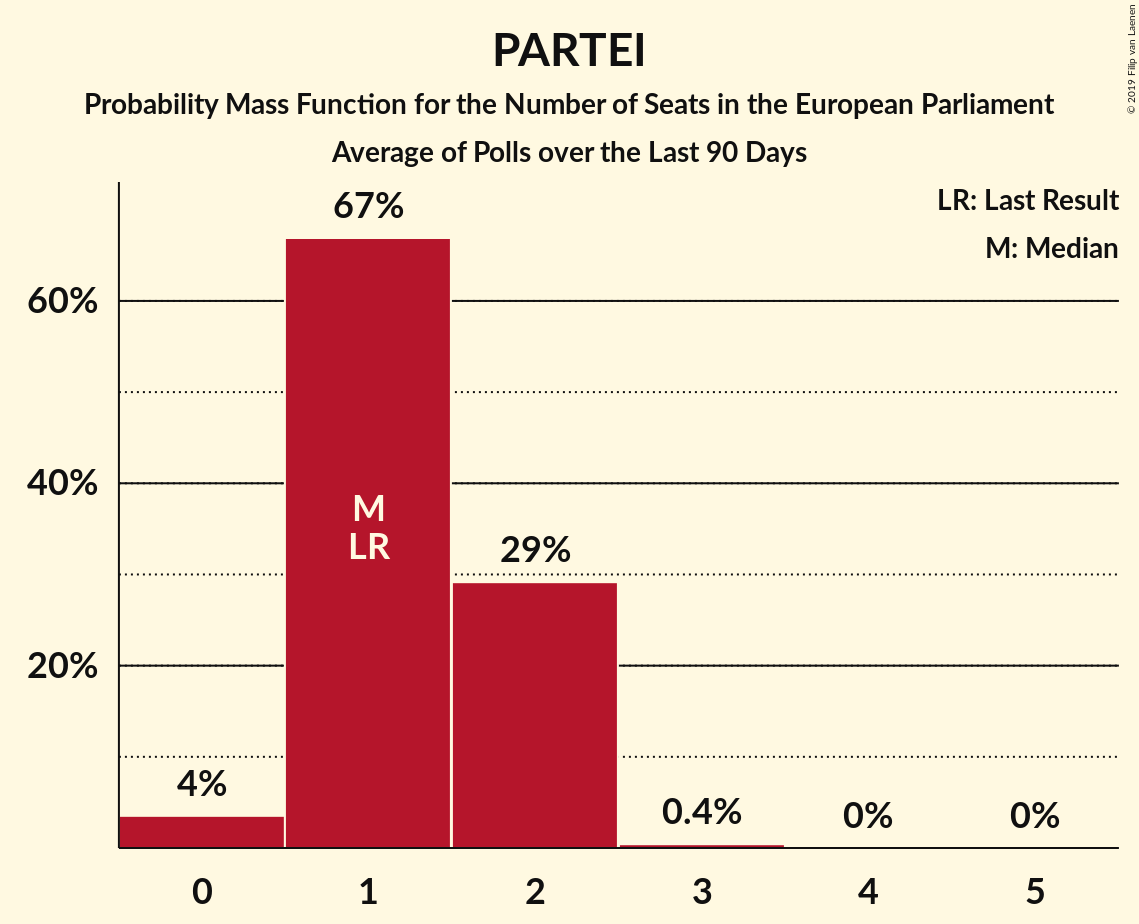 PARTEI
Probability Mass Function for the Number of Seats in the European Parliament
Average of Polls over the Last 90 Days
© 2019 Filip van Laenen
LR: Last Result
M: Median
67%
60%
40%
M
LR
29%
20%
4%
0.4%
0%
0%
0 1 2 3 4 5